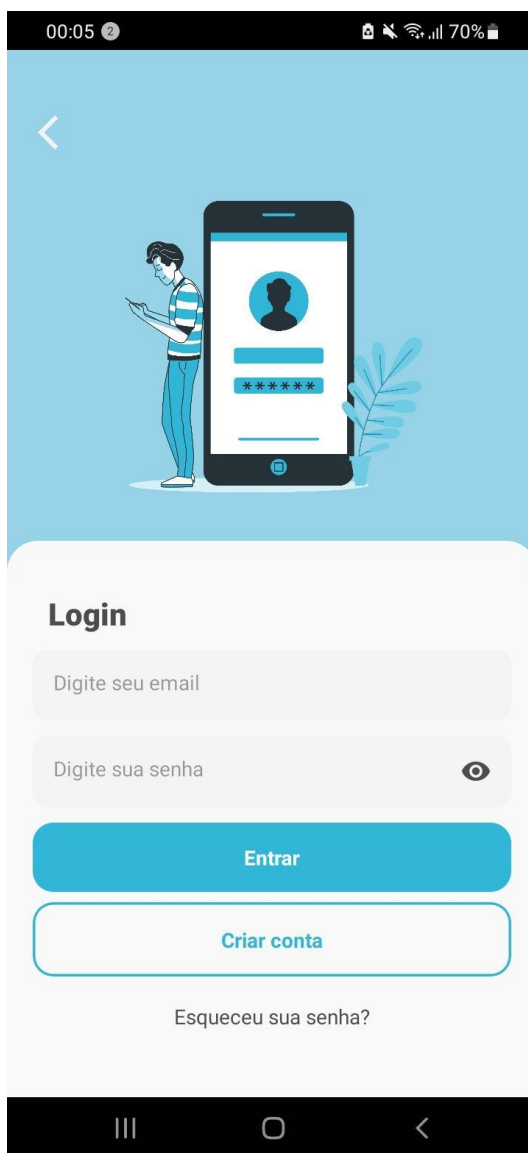 00:05 2 70%
******
Login
Digite seu email
Digite sua senha
Entrar
Criar conta
Esqueceu sua senha?